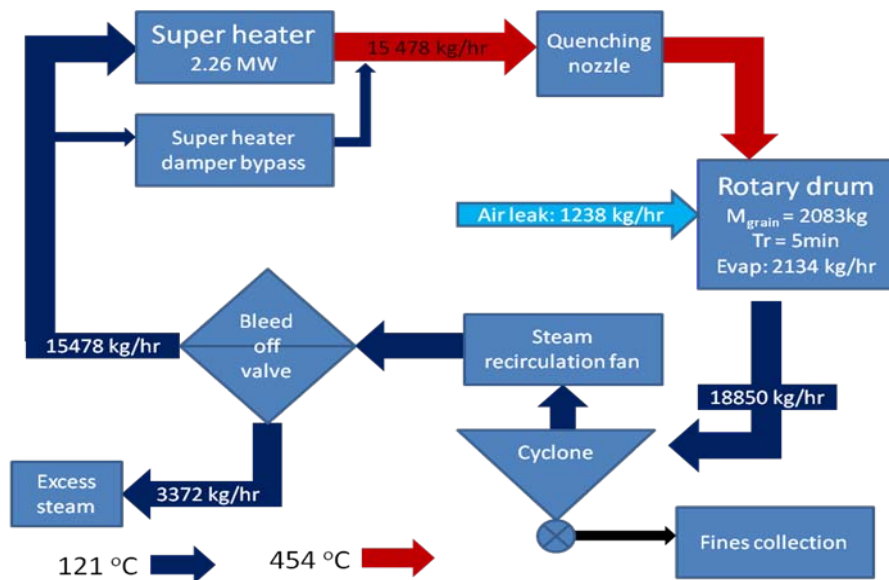 Super heater
2.26 MW
15 478 kg/hr
Quenching
nozzle
Super heater
damper bypass
Air leak: 1238 kg/hr
Rotary drum
Mgrain = 2083kg
Tr = 5min
Evap: 2134 kg/hr
15478 kg/hr
Bleed
off
valve
Steam
recirculation fan
18850 kg/hr
Cyclone
Excess
steam
3372 kg/hr
Fines collection
121 °C
454 °C